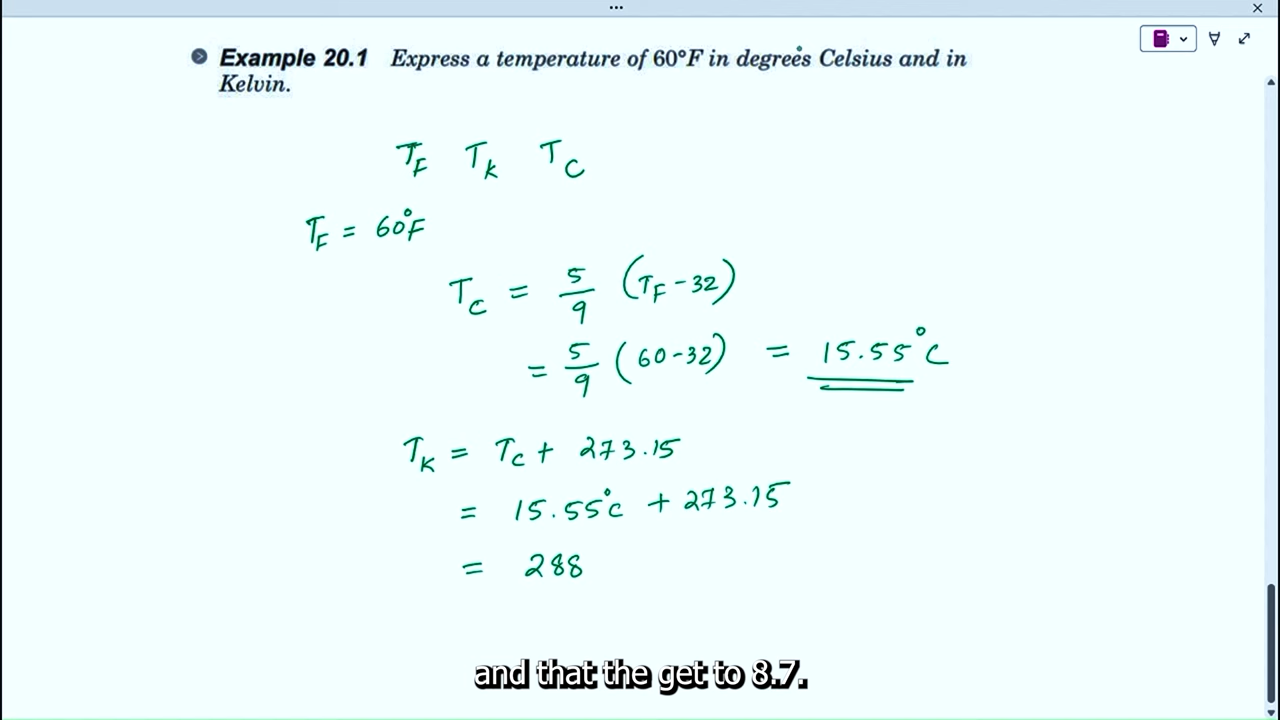 Example 20.1 Express a temperature of 60°F in degrees Celsius and in
Kelvin.
T_F T_K T_C
T_F = 60°F
T_C = 5/9 (T_F - 32)
= 5/9 (60-32) = 15.55°C
T_K = T_C + 273.15
= 15.55°C + 273.15
= 288
and that the get to 8.7.